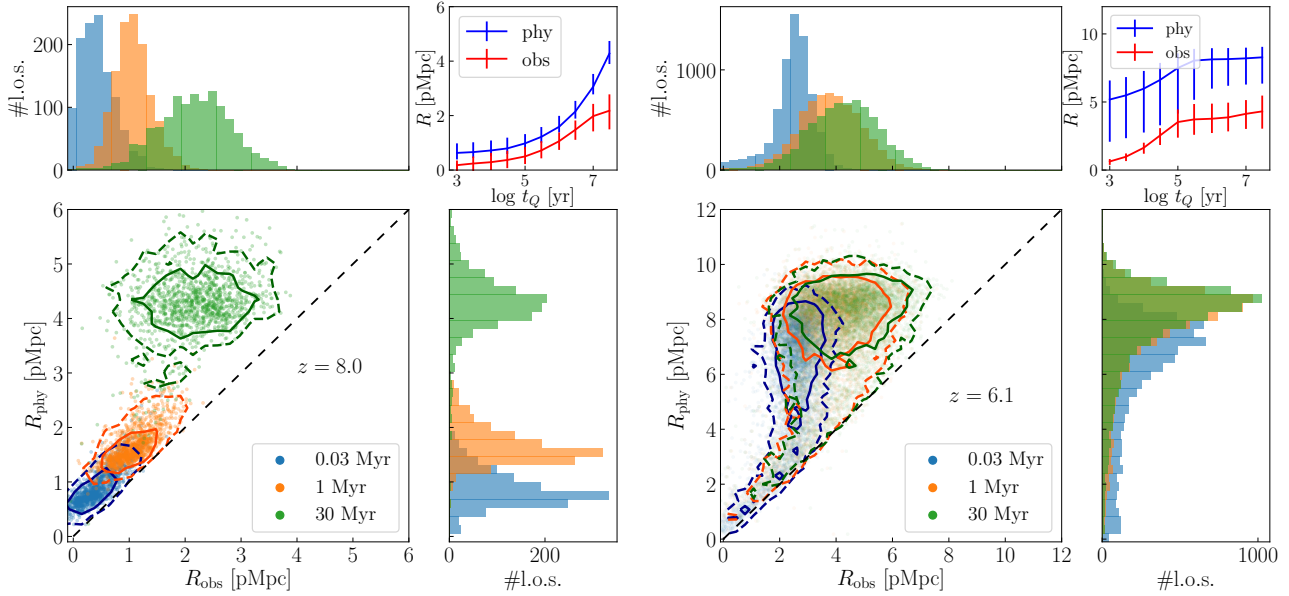 200
100
0
#l.o.s.
6
4
2
0
R [pMpc]
phy
obs
3
5
7
log t_Q [yr]
1000
0
#l.o.s.
10
5
0
R [pMpc]
phy
obs
3
5
7
log t_Q [yr]
6
5
4
3
2
1
0
R_phy [pMpc]
z = 8.0
0.03 Myr
1 Myr
30 Myr
0
1
2
3
4
5
6
R_obs [pMpc]
0
200
#l.o.s.
12
10
8
6
4
2
0
R_phy [pMpc]
z = 6.1
0.03 Myr
1 Myr
30 Myr
0
2
4
6
8
10
12
R_obs [pMpc]
0
1000
#l.o.s.